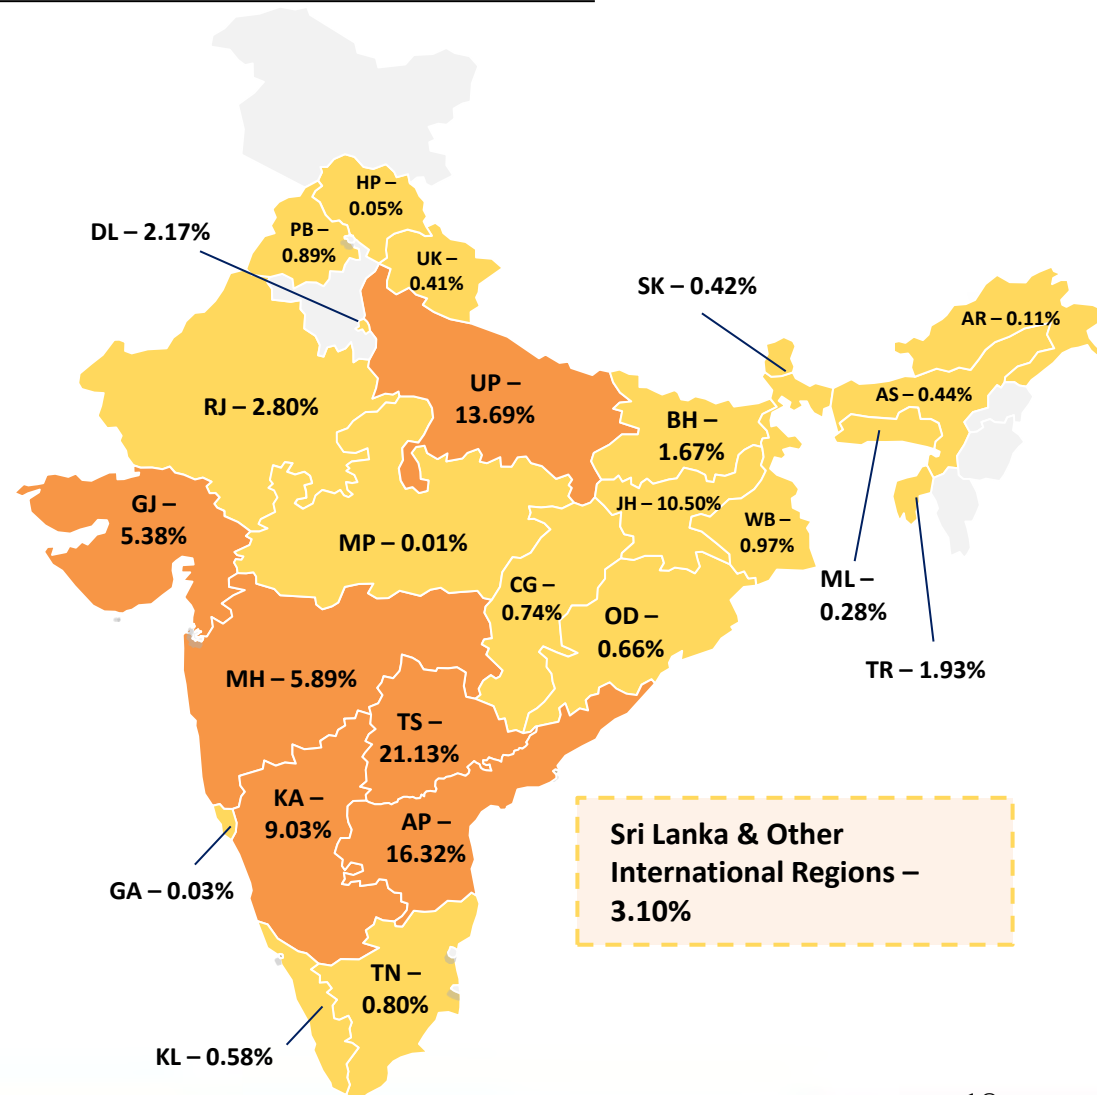 HP –
0.05%
DL – 2.17%
PB –
0.89%
UK –
0.41%
SK – 0.42%
AR – 0.11%
UP –
13.69%
AS – 0.44%
RJ – 2.80%
BH –
1.67%
GJ –
5.38%
JH – 10.50%
WB –
0.97%
MP – 0.01%
CG –
0.74%
ML –
0.28%
OD –
0.66%
TR – 1.93%
MH – 5.89%
TS –
21.13%
KA –
9.03%
AP –
16.32%
Sri Lanka & Other
International Regions –
3.10%
GA – 0.03%
TN –
0.80%
KL – 0.58%